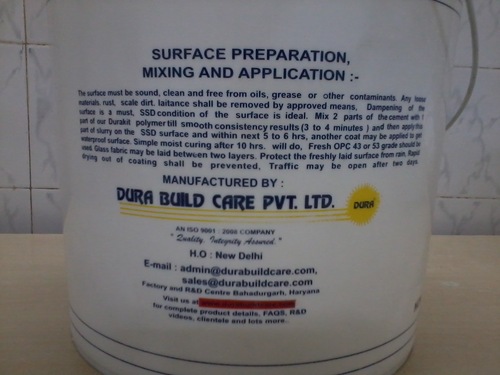 SURFACE PREPARATION,
MIXING AND APPLICATION :-
The surface must be sound, clean and free from oils, grease or other contaminants. Any loose
materials, rust, scale dirt, laitance shall be removed by approved means. Dampening of the
surface is a must, SSD condition of the surface is ideal. Mix 2 parts of the cement with 1
part of our Durakil polymer till smooth consistency results (3 to 4 minutes ) and then apply this
part of slurry on the SSD surface and within next 5 to 6 hrs, another coat may be applied to get
waterproof surface. Simple moist curing after 10 hrs. will do, Fresh OPC 43 or 53 grade should be
used. Glass fabric may be laid between two layers. Protect the freshly laid surface from rain, Rapid
drying out of coating shall be prevented, Traffic may be open after two days.
MANUFACTURED BY :
DURA BUILD CARE PVT. LTD.
DURA
AN ISO 9001 : 2008 COMPANY
" Quality, Integrity Assured. "
H.O : New Delhi
E-mail : admin@durabuildcare.com,
sales@durabuildcare.com
Factory and R&D Centre Bahadurgarh, Haryana
Visit us at
for complete product details, FAQS, R&D
videos, clientele and lots more.